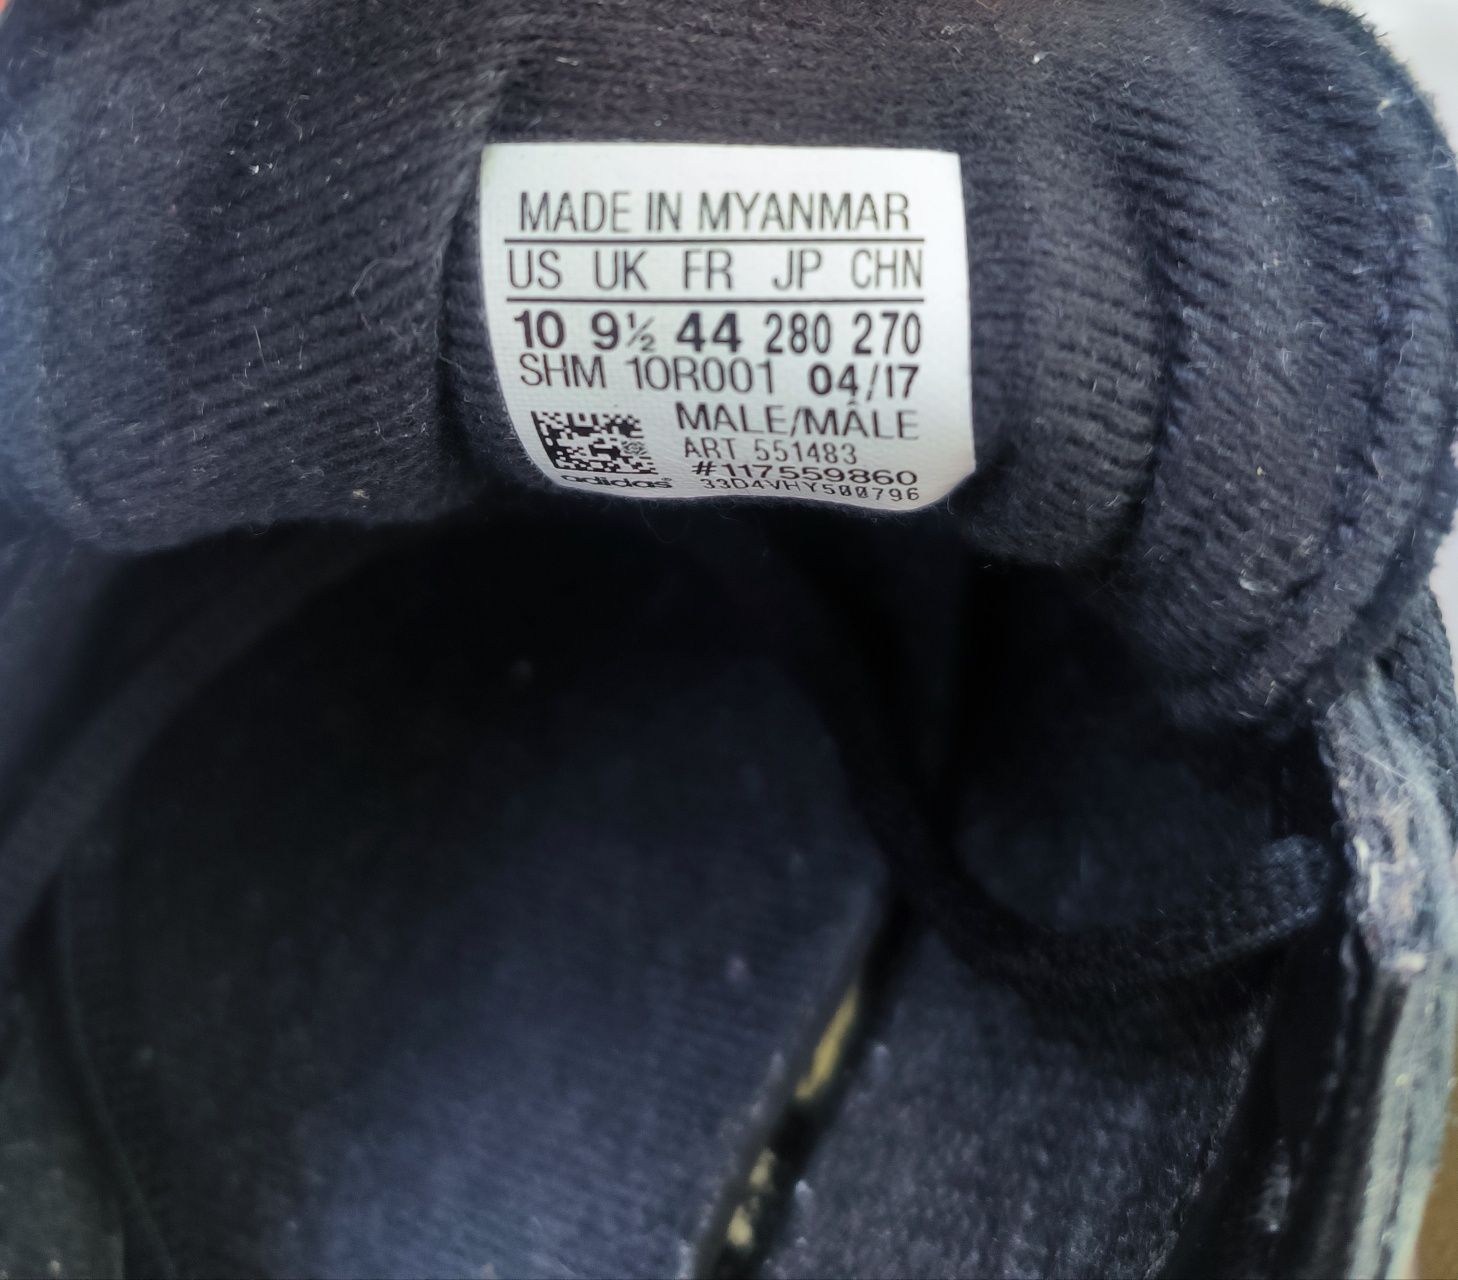 MADE IN MYANMAR
US UK FR JP CHN
10 9½ 44 280 270
SHM 10R001 04/17
MALE/MÂLE
ART 551483
#117559860
adidas 33D4VHY500796